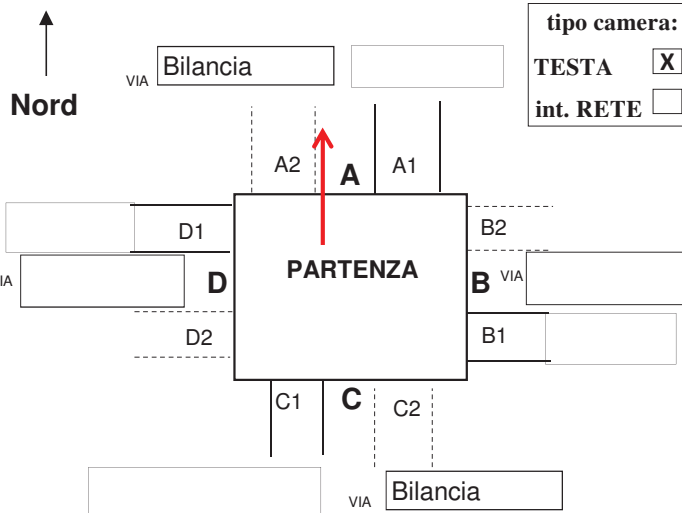 tipo camera:
VIA Bilancia
TESTA X
Nord
int. RETE
A2 A A1
D1 B2
PARTENZA
VIA D B VIA
D2 B1
C1 C C2
VIA Bilancia